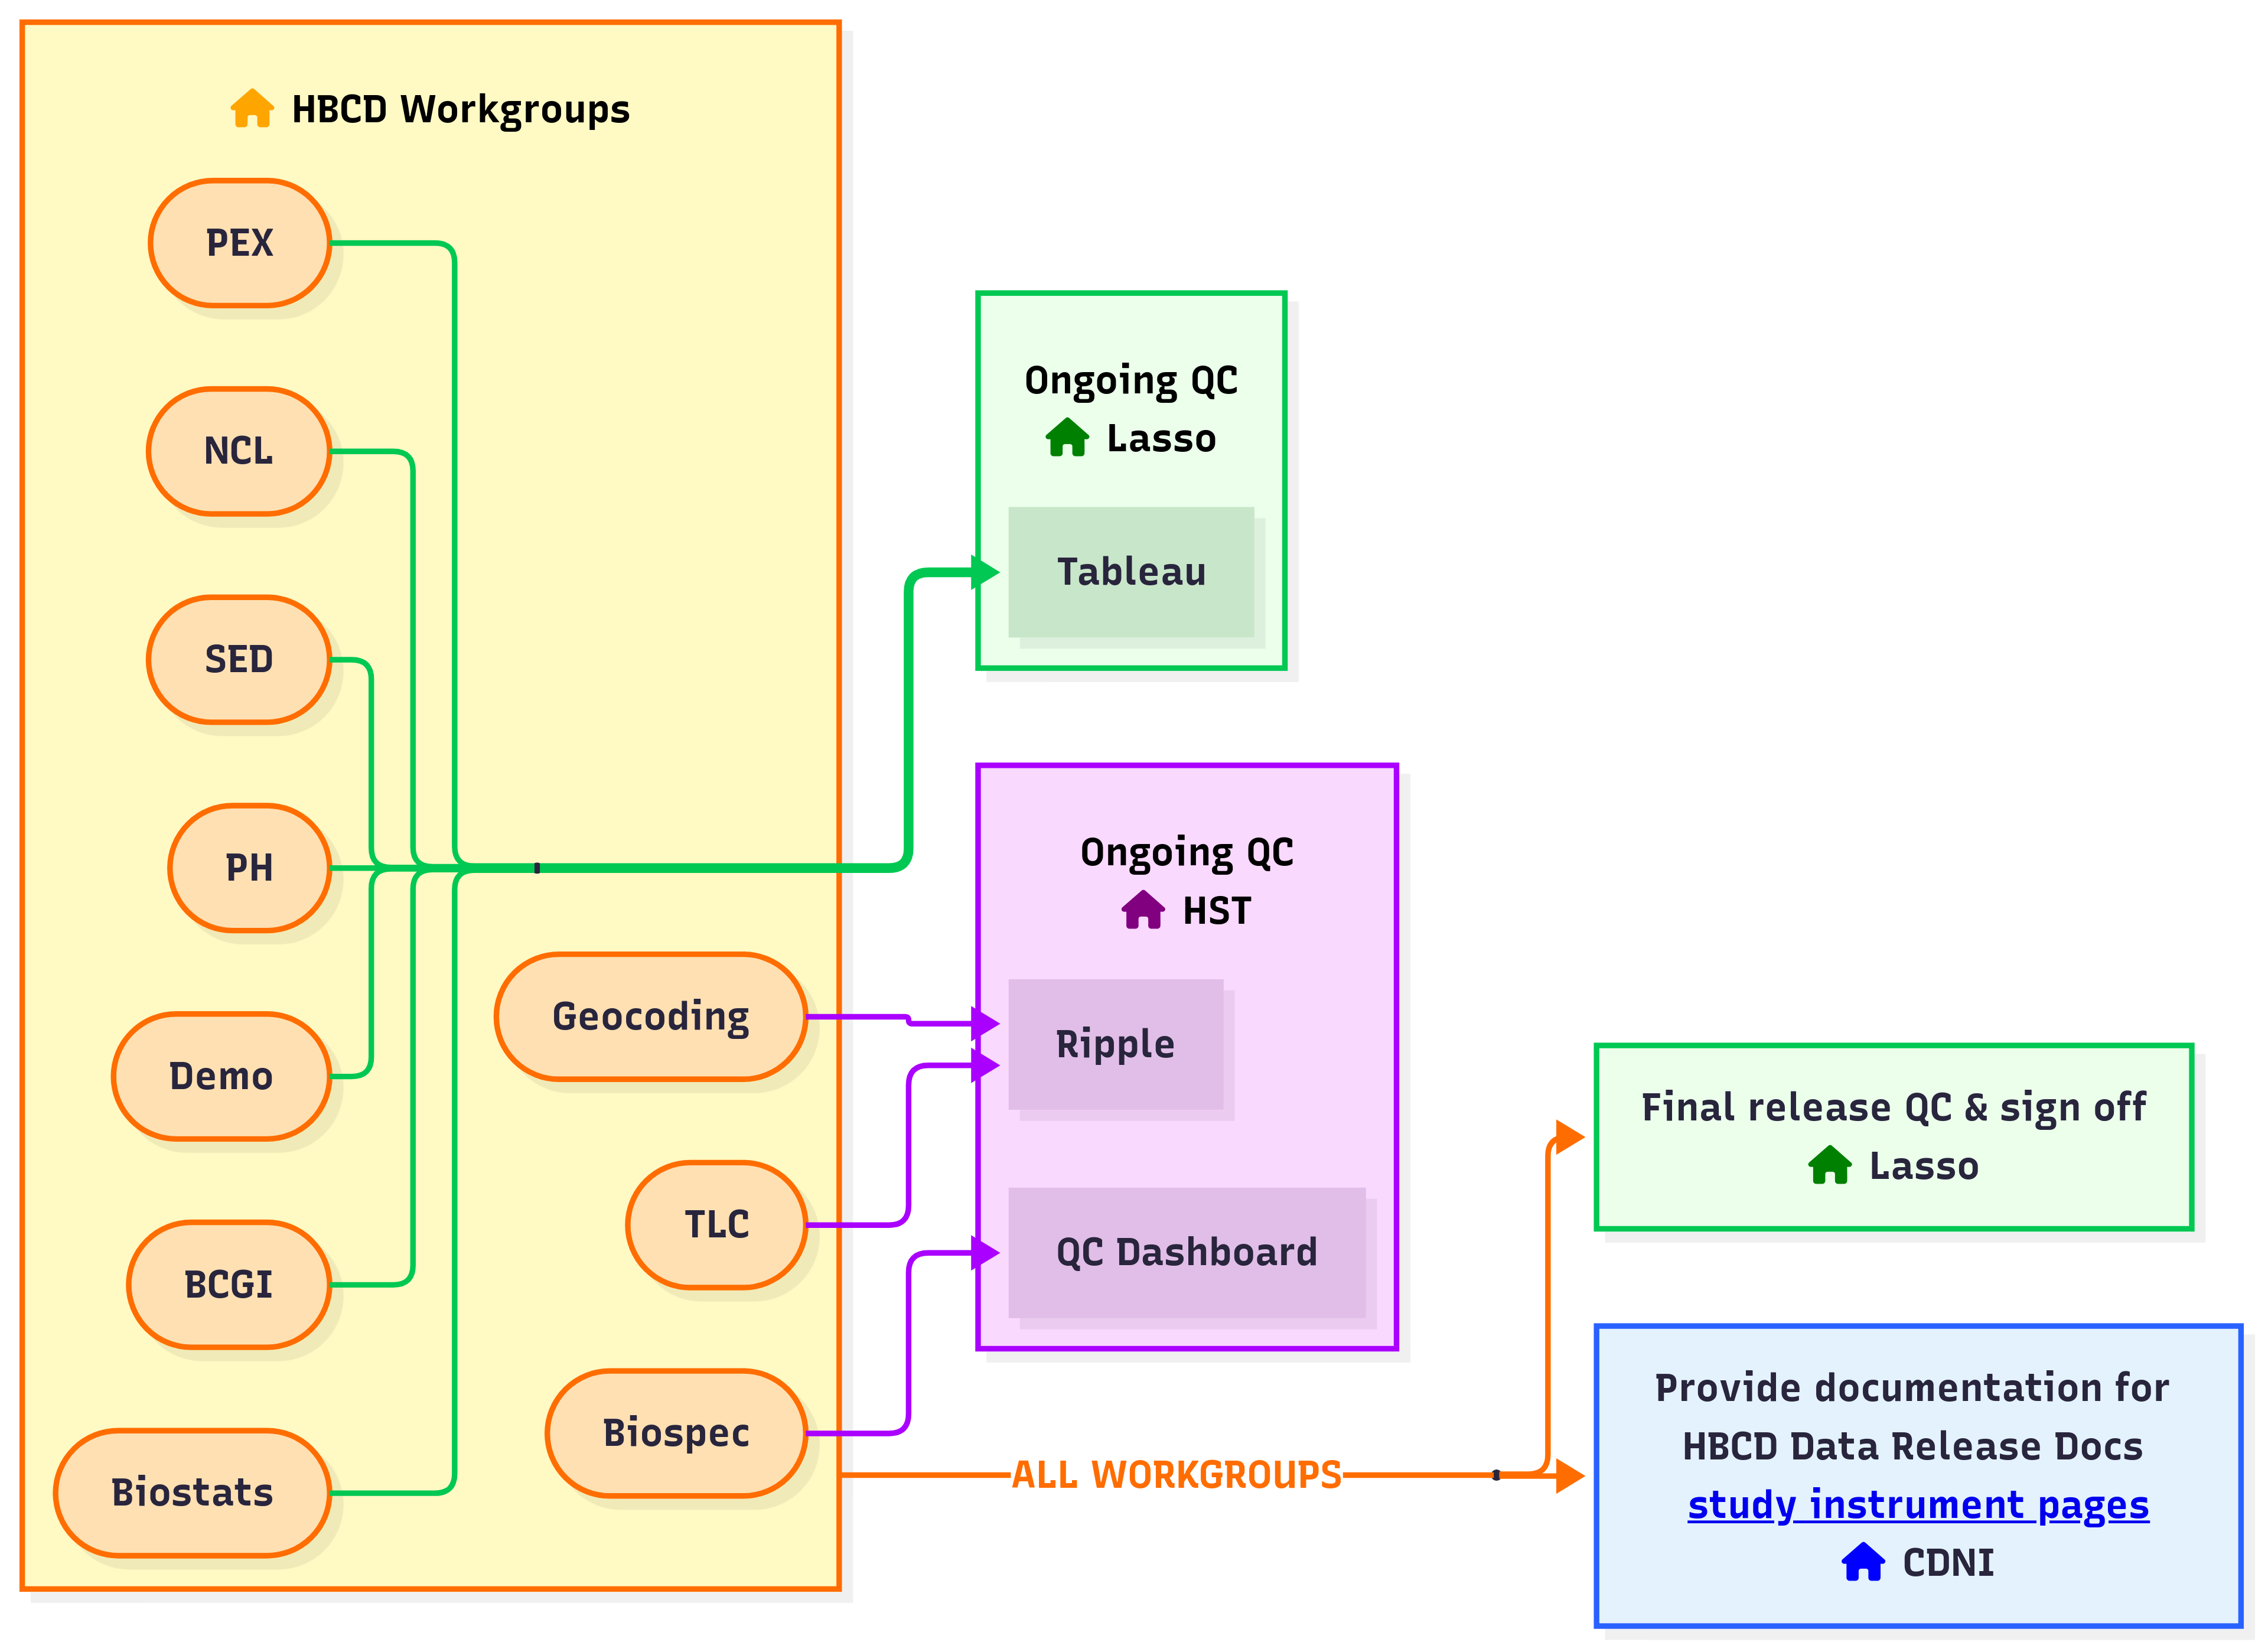 HBCD Workgroups
PEX
NCL
SED
PH
Demo
BCGI
Biostats
Geocoding
TLC
Biospec
Ongoing QC
Lasso
Tableau
Ongoing QC
HST
Ripple
QC Dashboard
ALL WORKGROUPS
Final release QC & sign off
Lasso
Provide documentation for
HBCD Data Release Docs
study instrument pages
CDNI